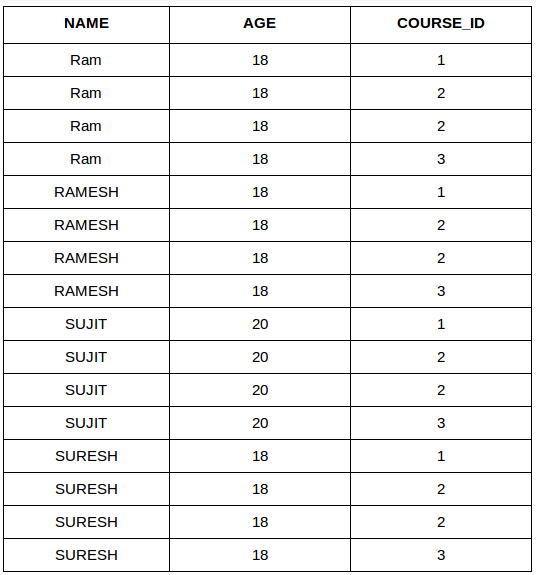 NAME AGE COURSE_ID
Ram 18 1
Ram 18 2
Ram 18 2
Ram 18 3
RAMESH 18 1
RAMESH 18 2
RAMESH 18 2
RAMESH 18 3
SUJIT 20 1
SUJIT 20 2
SUJIT 20 2
SUJIT 20 3
SURESH 18 1
SURESH 18 2
SURESH 18 2
SURESH 18 3